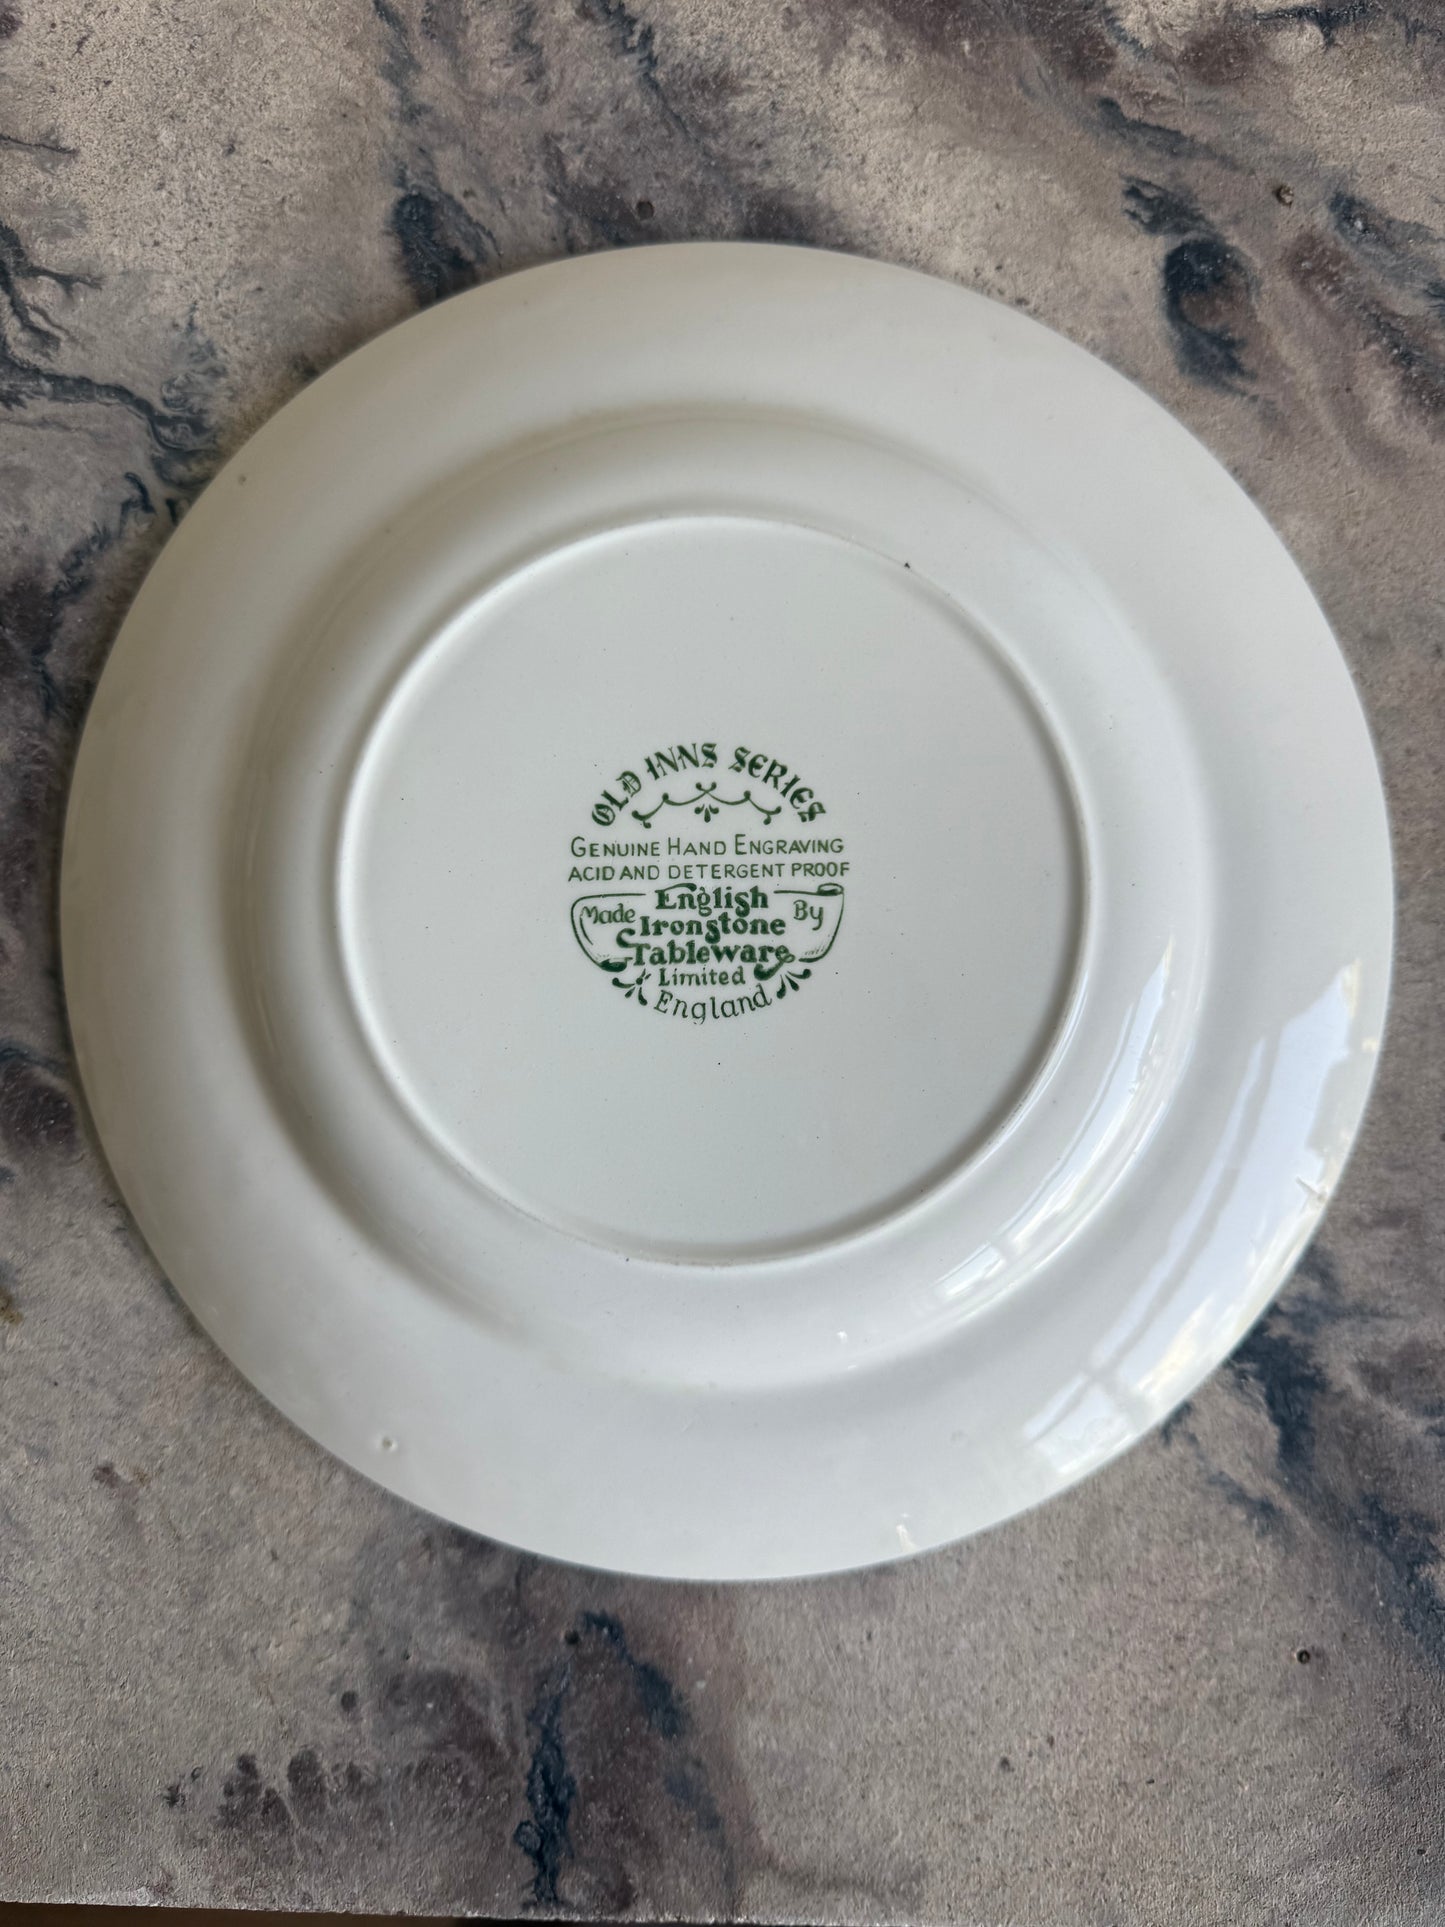 OLD INNS SERIES
GENUINE HAND ENGRAVING
ACID AND DETERGENT PROOF
Made English Ironstone Tableware By
Limited
England